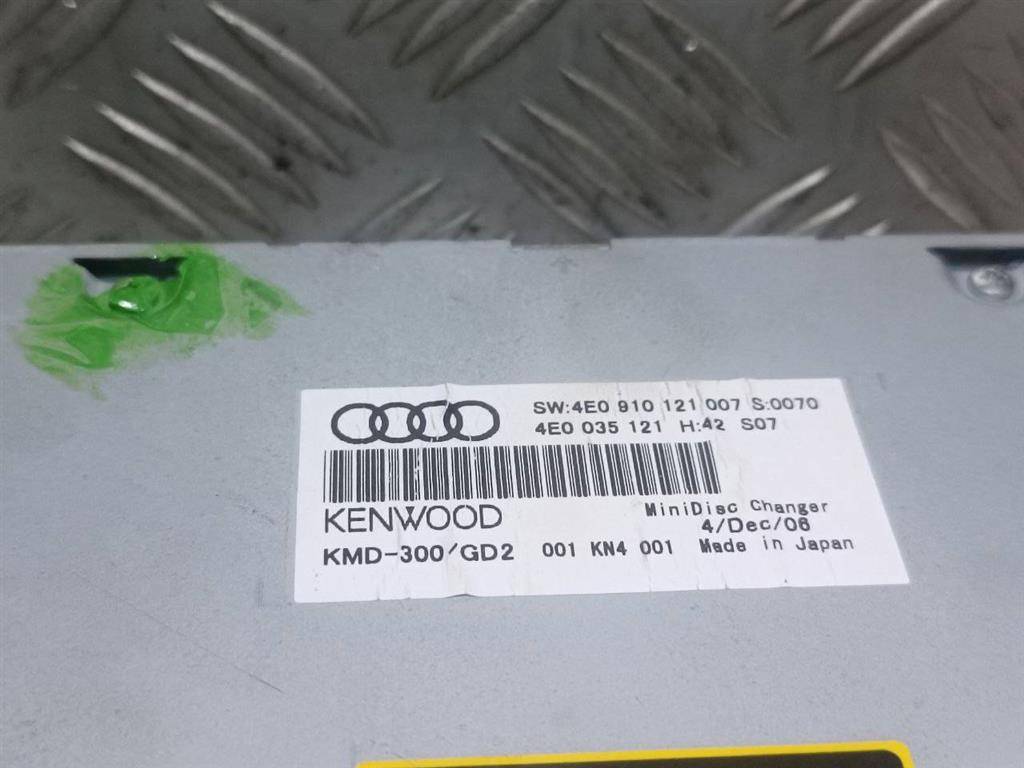 SW:4E0 910 121 007 S:0070
4E0 035 121 H:42 S07
KENWOOD
MiniDisc Changer
4/Dec/06
KMD-300/GD2 001 KN4 001 Made in Japan